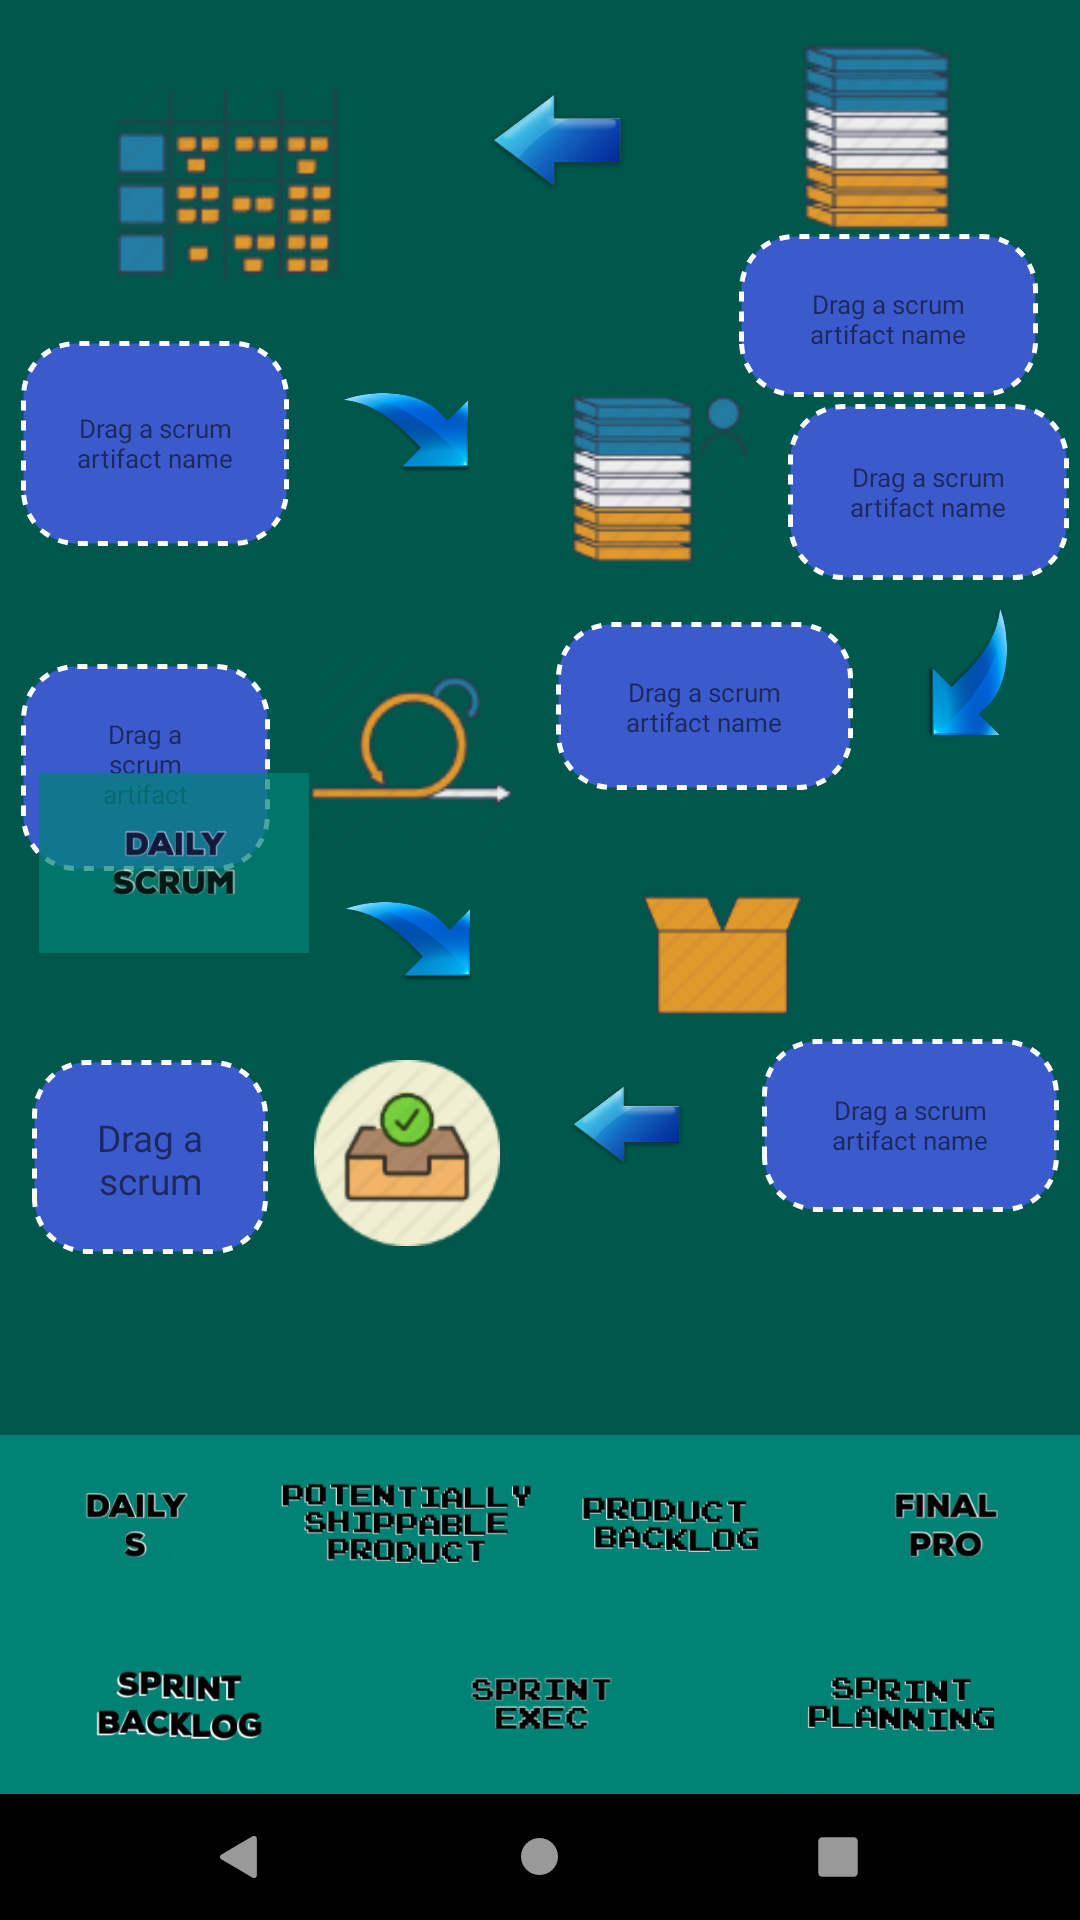 Drag a scrum
artifact name
Drag a scrum
artifact name
Drag a scrum
artifact name
Drag a scrum
artifact name
Drag a
scrum
artifact
DAILY
SCRUM
Drag a scrum
artifact name
Drag a
scrum
DAILY
S
POTENTIALLY
SHIPPABLE
PRODUCT
PRODUCT
BACKLOG
FINAL
PRO
SPRINT
BACKLOG
SPRINT
EXEC
SPRINT
PLANNING